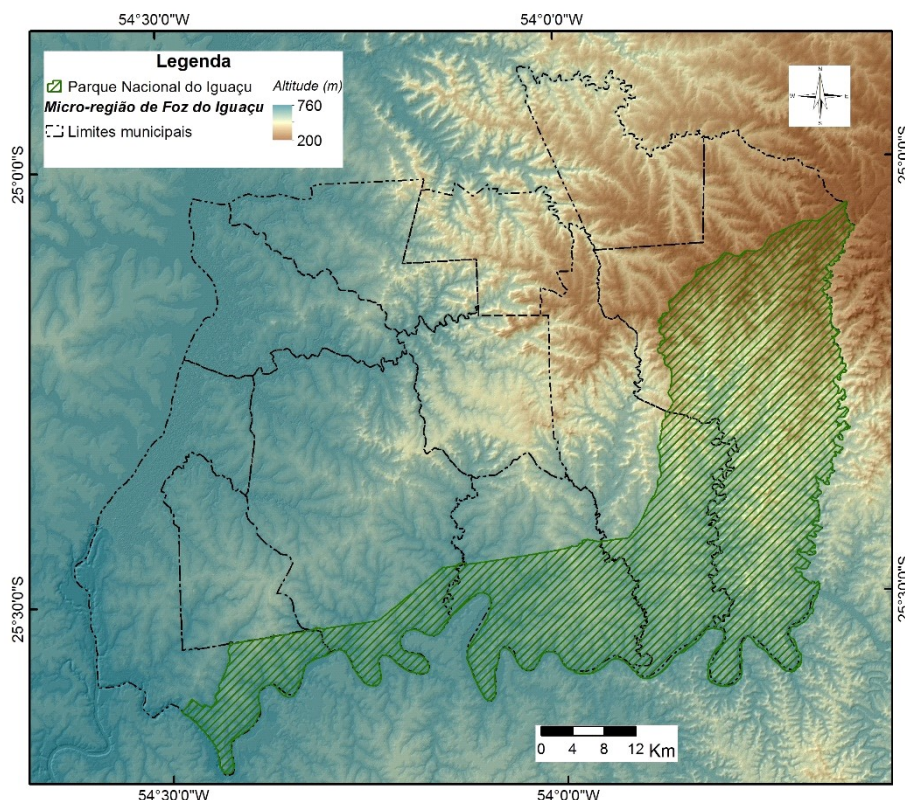 54°30'0"W 54°0'0"W
Legenda
Parque Nacional do Iguaçu
Micro-região de Foz do Iguaçu
Limites municipais
Altitude (m)
760
200
N
W E
S
25°0'0"S 25°0'0"S
25°30'0"S 25°30'0"S
0 4 8 12 Km
54°30'0"W 54°0'0"W